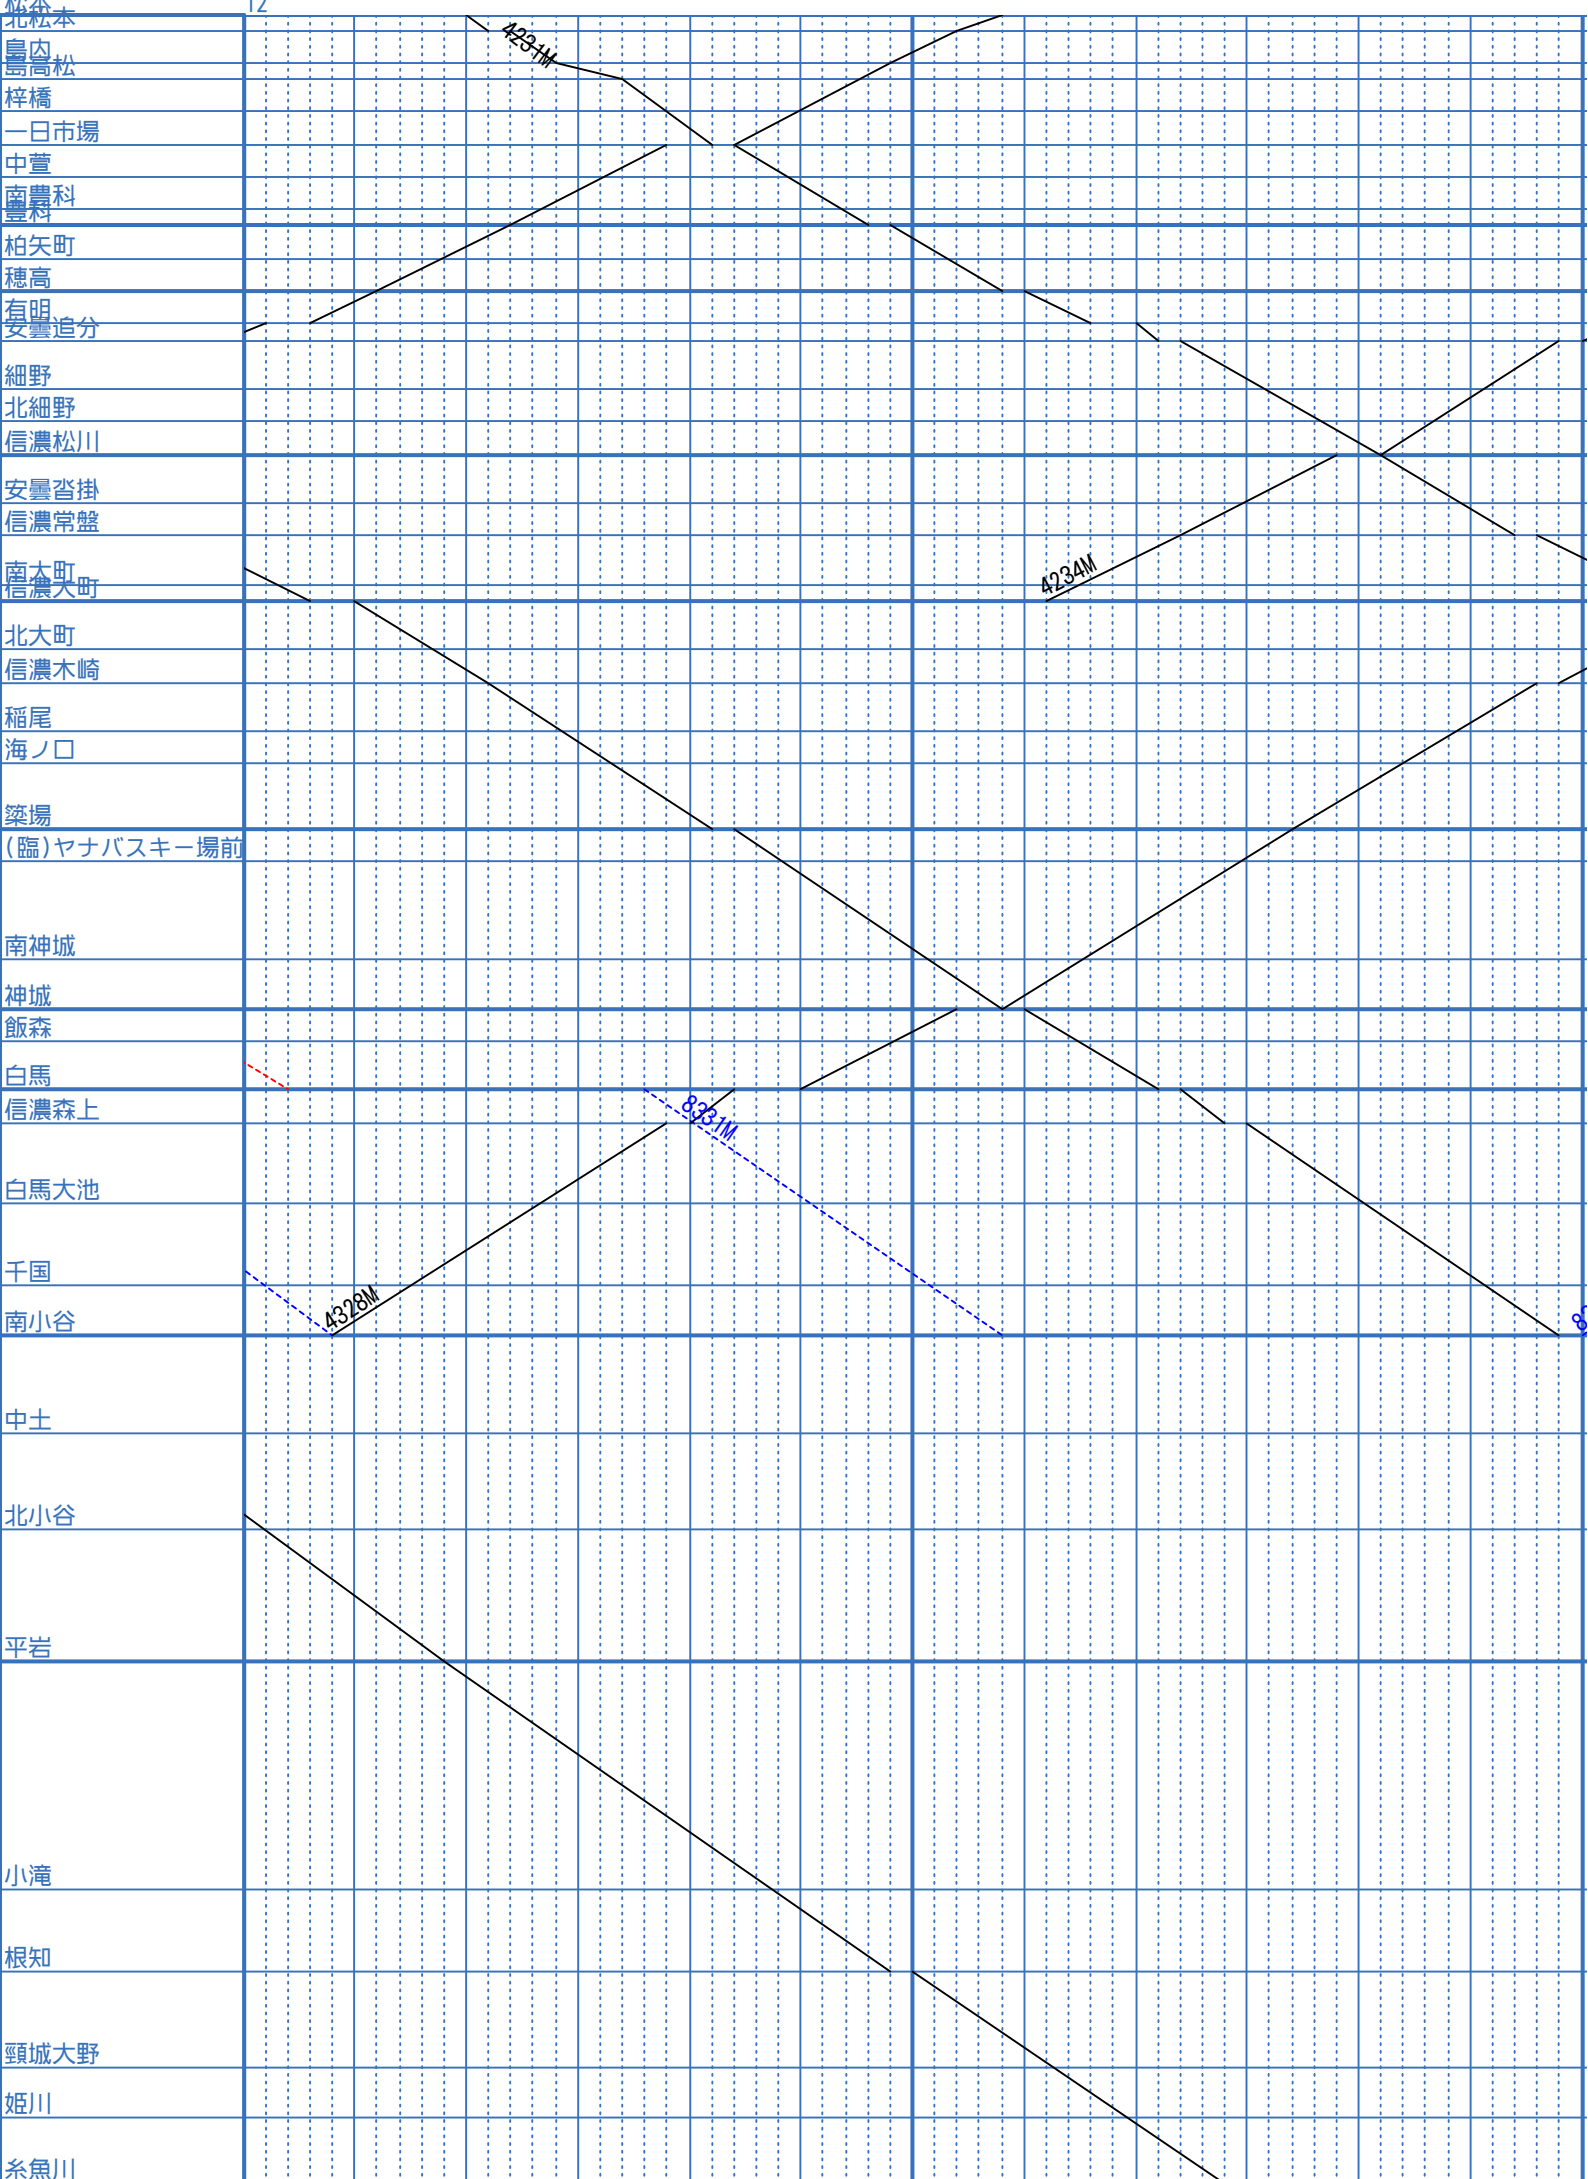 松本
12
北松本
島内
島高松
梓橋
一日市場
中萱
南豊科
豊科
柏矢町
穂高
有明
安曇追分
細野
北細野
信濃松川
安曇沓掛
信濃常盤
南大町
信濃大町
北大町
信濃木崎
稲尾
海ノ口
簗場
(臨)ヤナバスキー場前
南神城
神城
飯森
白馬
信濃森上
白馬大池
千国
南小谷
中土
北小谷
平岩
小滝
根知
頸城大野
姫川
糸魚川
4231M
4234M
8331M
4328M